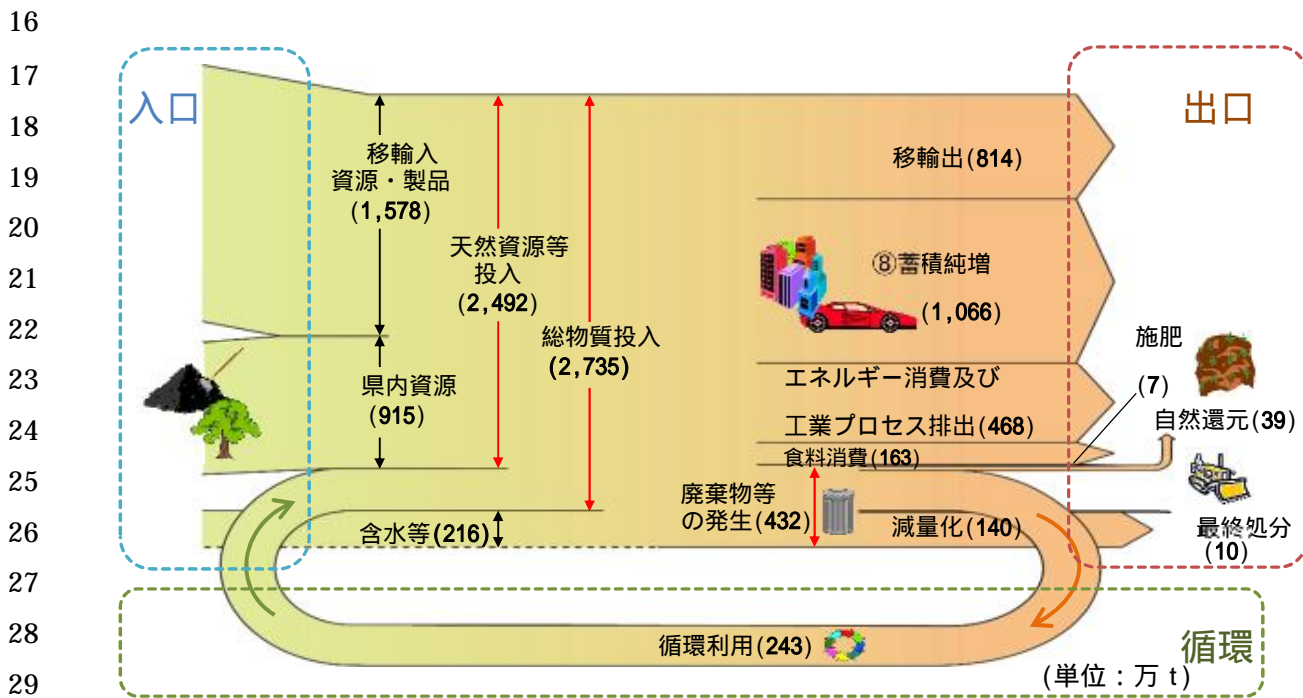 16
17
18
19
20
21
22
23
24
25
26
27
28
29
入口
移輸入
資源・製品
(1,578)
天然資源等
投入
(2,492)
総物質投入
(2,735)
県内資源
(915)
含水等(216)
出口
移輸出(814)
⑧蓄積純増
(1,066)
エネルギー消費及び
工業プロセス排出(468)
食料消費(163)
施肥
(7)
自然還元(39)
廃棄物等
の発生(432)
減量化(140)
最終処分
(10)
循環利用(243)
循環
(単位：万 t)